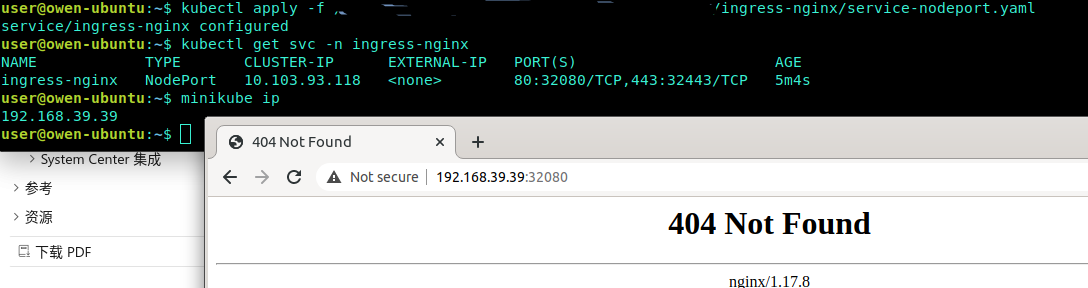 user@owen-ubuntu:~$ kubectl apply -f /ingress-nginx/service-nodeport.yaml
service/ingress-nginx configured
user@owen-ubuntu:~$ kubectl get svc -n ingress-nginx
NAME TYPE CLUSTER-IP EXTERNAL-IP PORT(S) AGE
ingress-nginx NodePort 10.103.93.118 <none> 80:32080/TCP,443:32443/TCP 5m4s
user@owen-ubuntu:~$ minikube ip
192.168.39.39
user@owen-ubuntu:~$
System Center 集成
参考
资源
下载 PDF
404 Not Found
Not secure 192.168.39.39:32080
404 Not Found
nginx/1.17.8